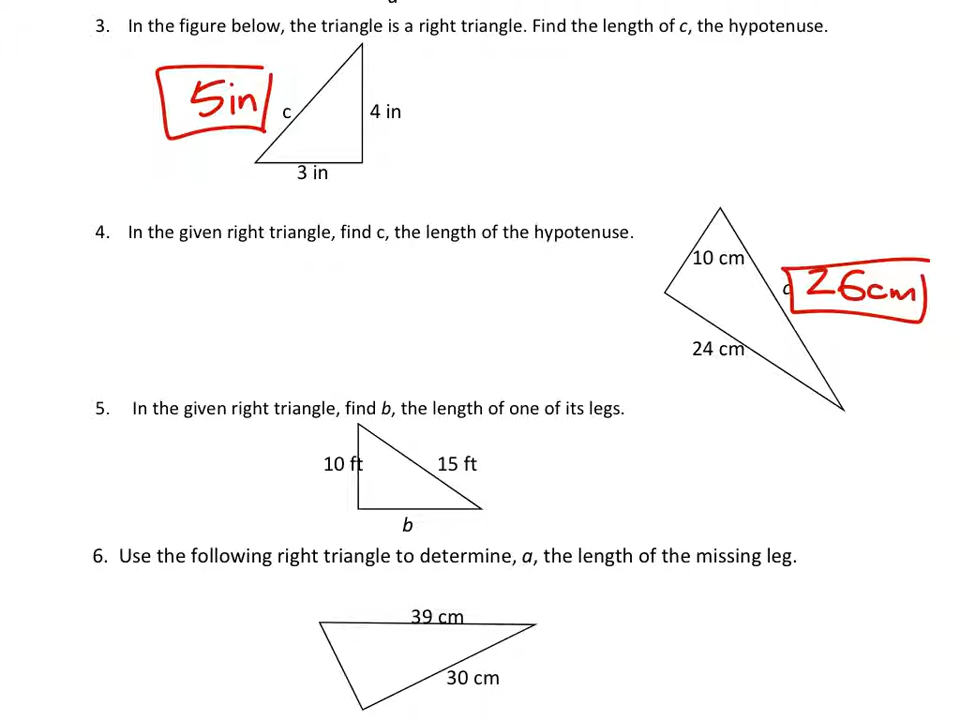 3. In the figure below, the triangle is a right triangle. Find the length of c, the hypotenuse.
5in
c
4 in
3 in
4. In the given right triangle, find c, the length of the hypotenuse.
10 cm
c 26cm
24 cm
5. In the given right triangle, find b, the length of one of its legs.
10 ft
15 ft
b
6. Use the following right triangle to determine, a, the length of the missing leg.
39 cm
30 cm